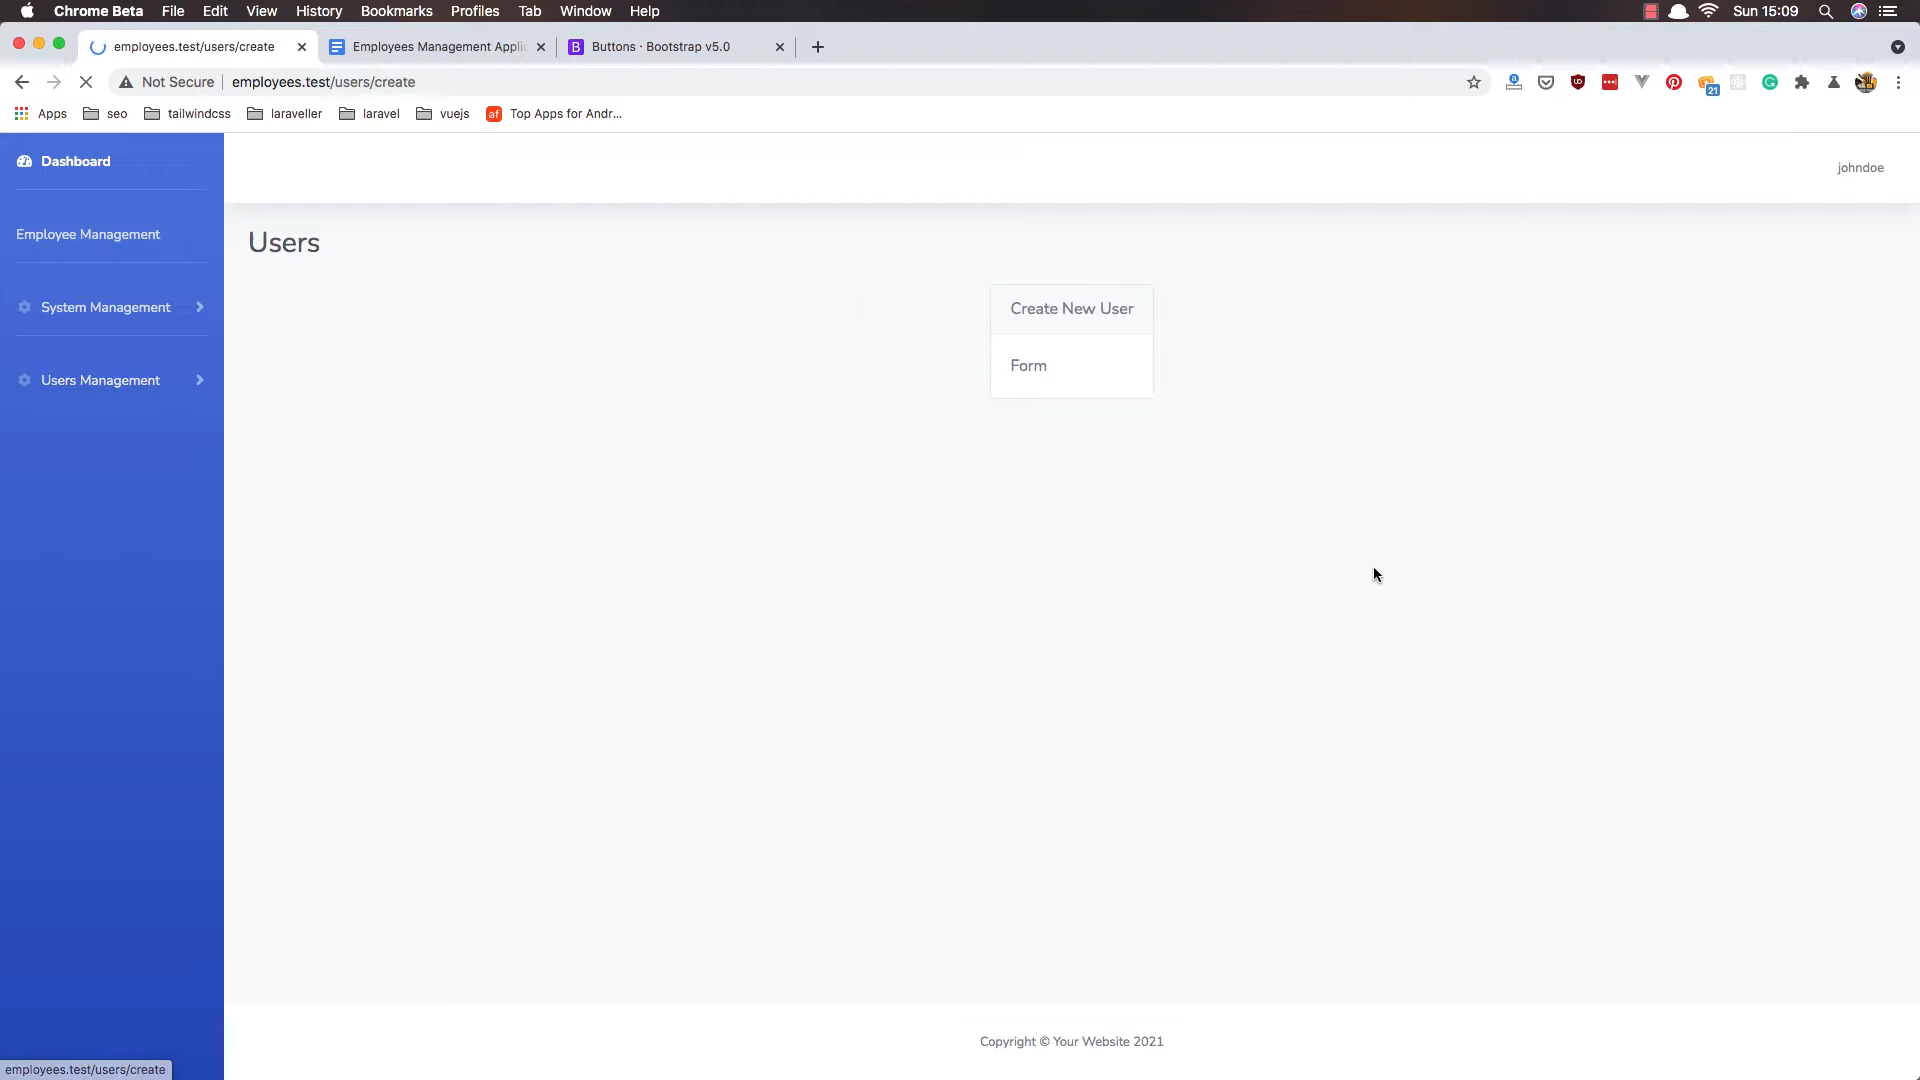 Chrome Beta File Edit View History Bookmarks Profiles Tab Window Help Sun 15:09
employees.test/users/create Employees Management Applic B Buttons · Bootstrap v5.0
Not Secure employees.test/users/create 21
Apps seo tailwindcss laraveller laravel vuejs af Top Apps for Andr...
Dashboard
johndoe
Employee Management
Users
System Management
Create New User
Form
Users Management
Copyright © Your Website 2021
employees.test/users/create